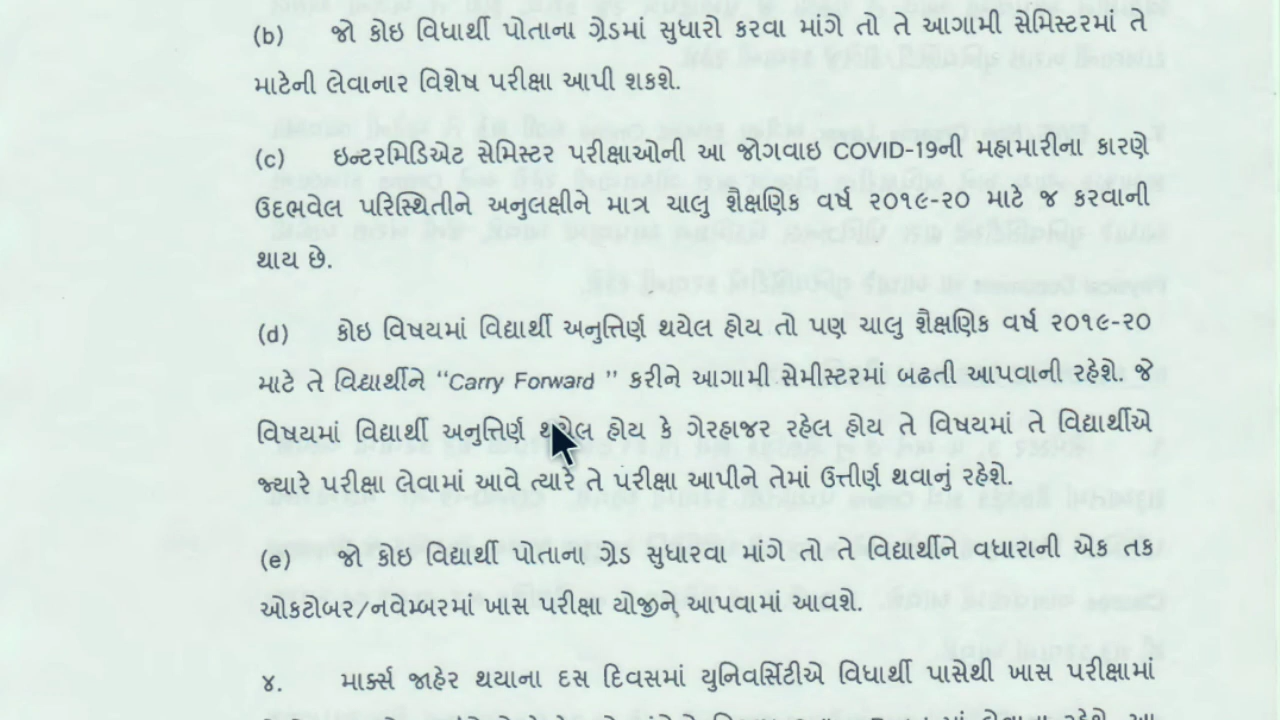 (b) જો કોઇ વિધાર્થી પોતાના ગ્રેડમાં સુધારો કરવા માંગે તો તે આગામી સેમિસ્ટરમાં તે
માટેની લેવાનાર વિશેષ પરીક્ષા આપી શકશે.
(c) ઇન્ટરમિડિએટ સેમિસ્ટર પરીક્ષાઓની આ જોગવાઇ COVID-19ની મહામારીના કારણે
ઉદભવેલ પરિસ્થિતીને અનુલક્ષીને માત્ર ચાલુ શૈક્ષણિક વર્ષ ૨૦૧૯-૨૦ માટે જ કરવાની
થાય છે.
(d) કોઇ વિષયમાં વિદ્યાર્થી અનુત્તિર્ણ થયેલ હોય તો પણ ચાલુ શૈક્ષણિક વર્ષ ૨૦૧૯-૨૦
માટે તે વિદ્યાર્થીને “Carry Forward ” કરીને આગામી સેમીસ્ટરમાં બઢતી આપવાની રહેશે. જે
વિષયમાં વિદ્યાર્થી અનુત્તિર્ણ થયેલ હોય કે ગેરહાજર રહેલ હોય તે વિષયમાં તે વિદ્યાર્થીએ
જ્યારે પરીક્ષા લેવામાં આવે ત્યારે તે પરીક્ષા આપીને તેમાં ઉત્તીર્ણ થવાનું રહેશે.
(e) જો કોઇ વિદ્યાર્થી પોતાના ગ્રેડ સુધારવા માંગે તો તે વિદ્યાર્થીને વધારાની એક તક
ઓકટોબર/નવેમ્બરમાં ખાસ પરીક્ષા યોજીને આપવામાં આવશે.
૪. માર્ક્સ જાહેર થયાના દસ દિવસમાં યુનિવર્સિટીએ વિધાર્થી પાસેથી ખાસ પરીક્ષામાં